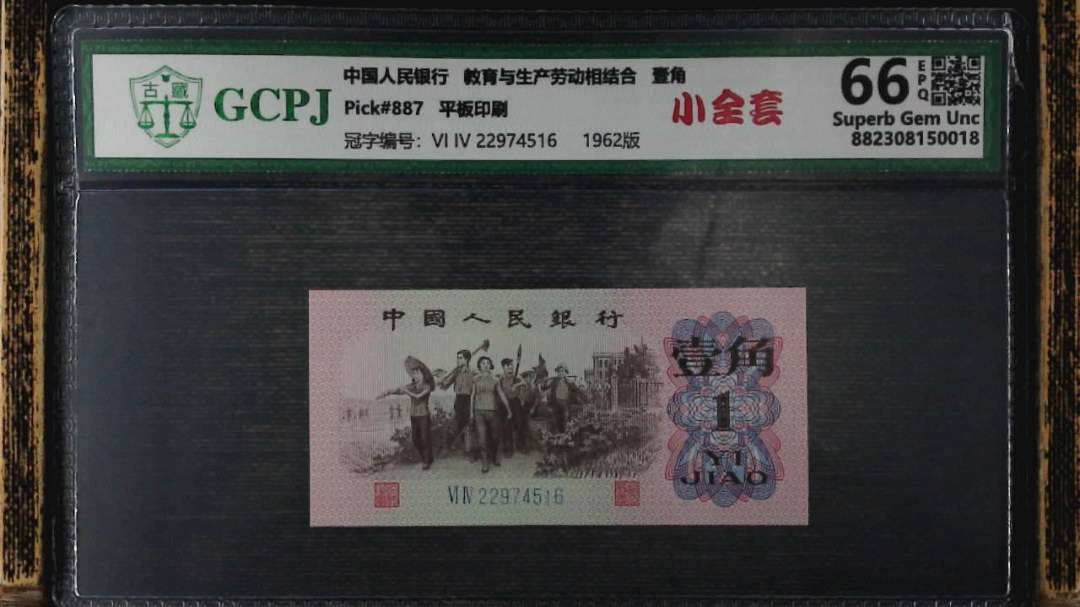 古藏
GCPJ
中国人民银行 教育与生产劳动相结合 壹角
Pick#887 平板印刷
冠字编号：VI IV 22974516 1962版
小全套
66
EPQ
Superb Gem Unc
882308150018
中國人民銀行
壹角
1
YI
JIAO
VI IV 22974516